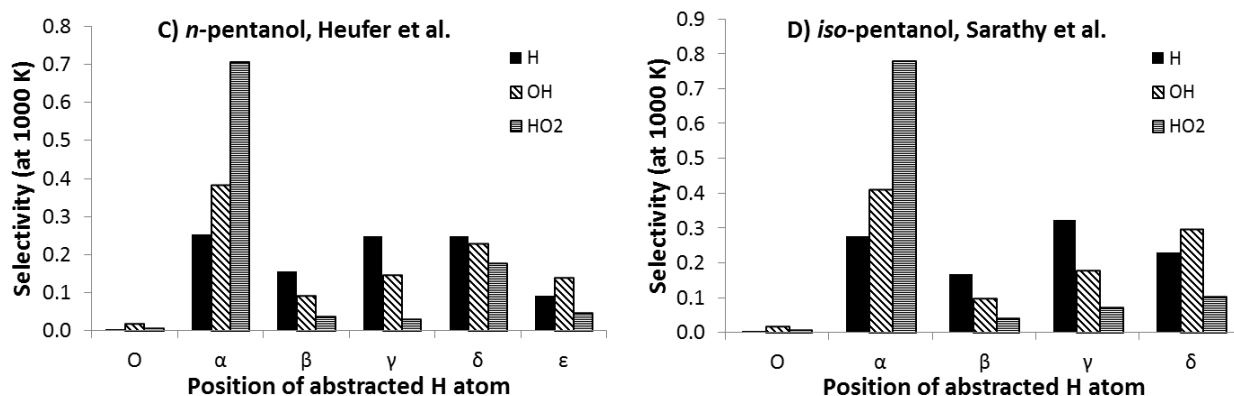 C) n-pentanol, Heufer et al.
Selectivity (at 1000 K)
0.8
0.7
0.6
0.5
0.4
0.3
0.2
0.1
0.0
H
OH
HO2
O α β γ δ ε
Position of abstracted H atom
D) iso-pentanol, Sarathy et al.
Selectivity (at 1000 K)
0.9
0.8
0.7
0.6
0.5
0.4
0.3
0.2
0.1
0.0
H
OH
HO2
O α β γ δ
Position of abstracted H atom